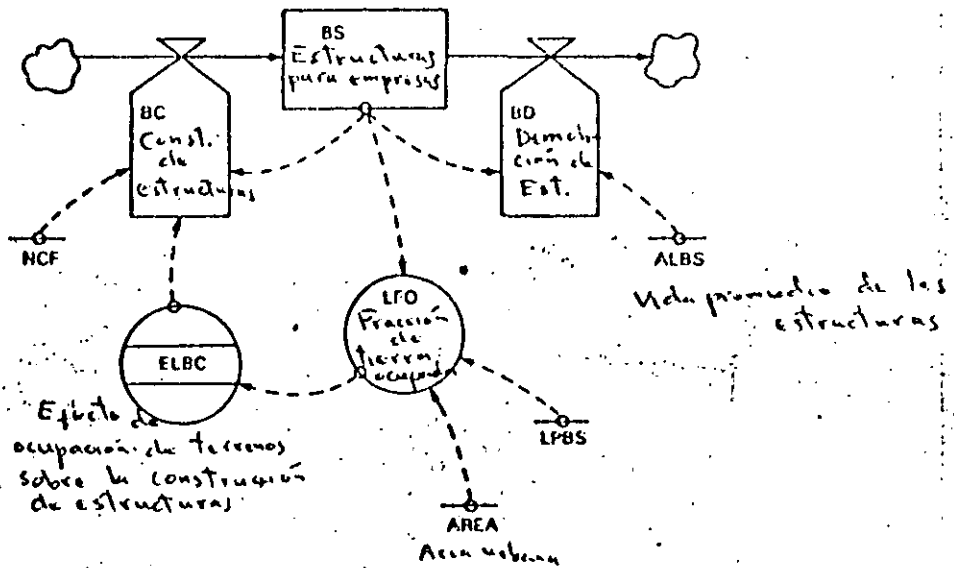 BS
Estructuras
para empresas
BC
Const.
de
estructuras
BD
Demoli-
ción de
Est.
NCF
ALBS
Vida promedio de las
estructuras
LFO
Fracción
de
tierra
ocupada
ELBC
Efecto de
ocupación de terrenos
sobre la construcción
de estructuras
LPBS
AREA
Area urbana